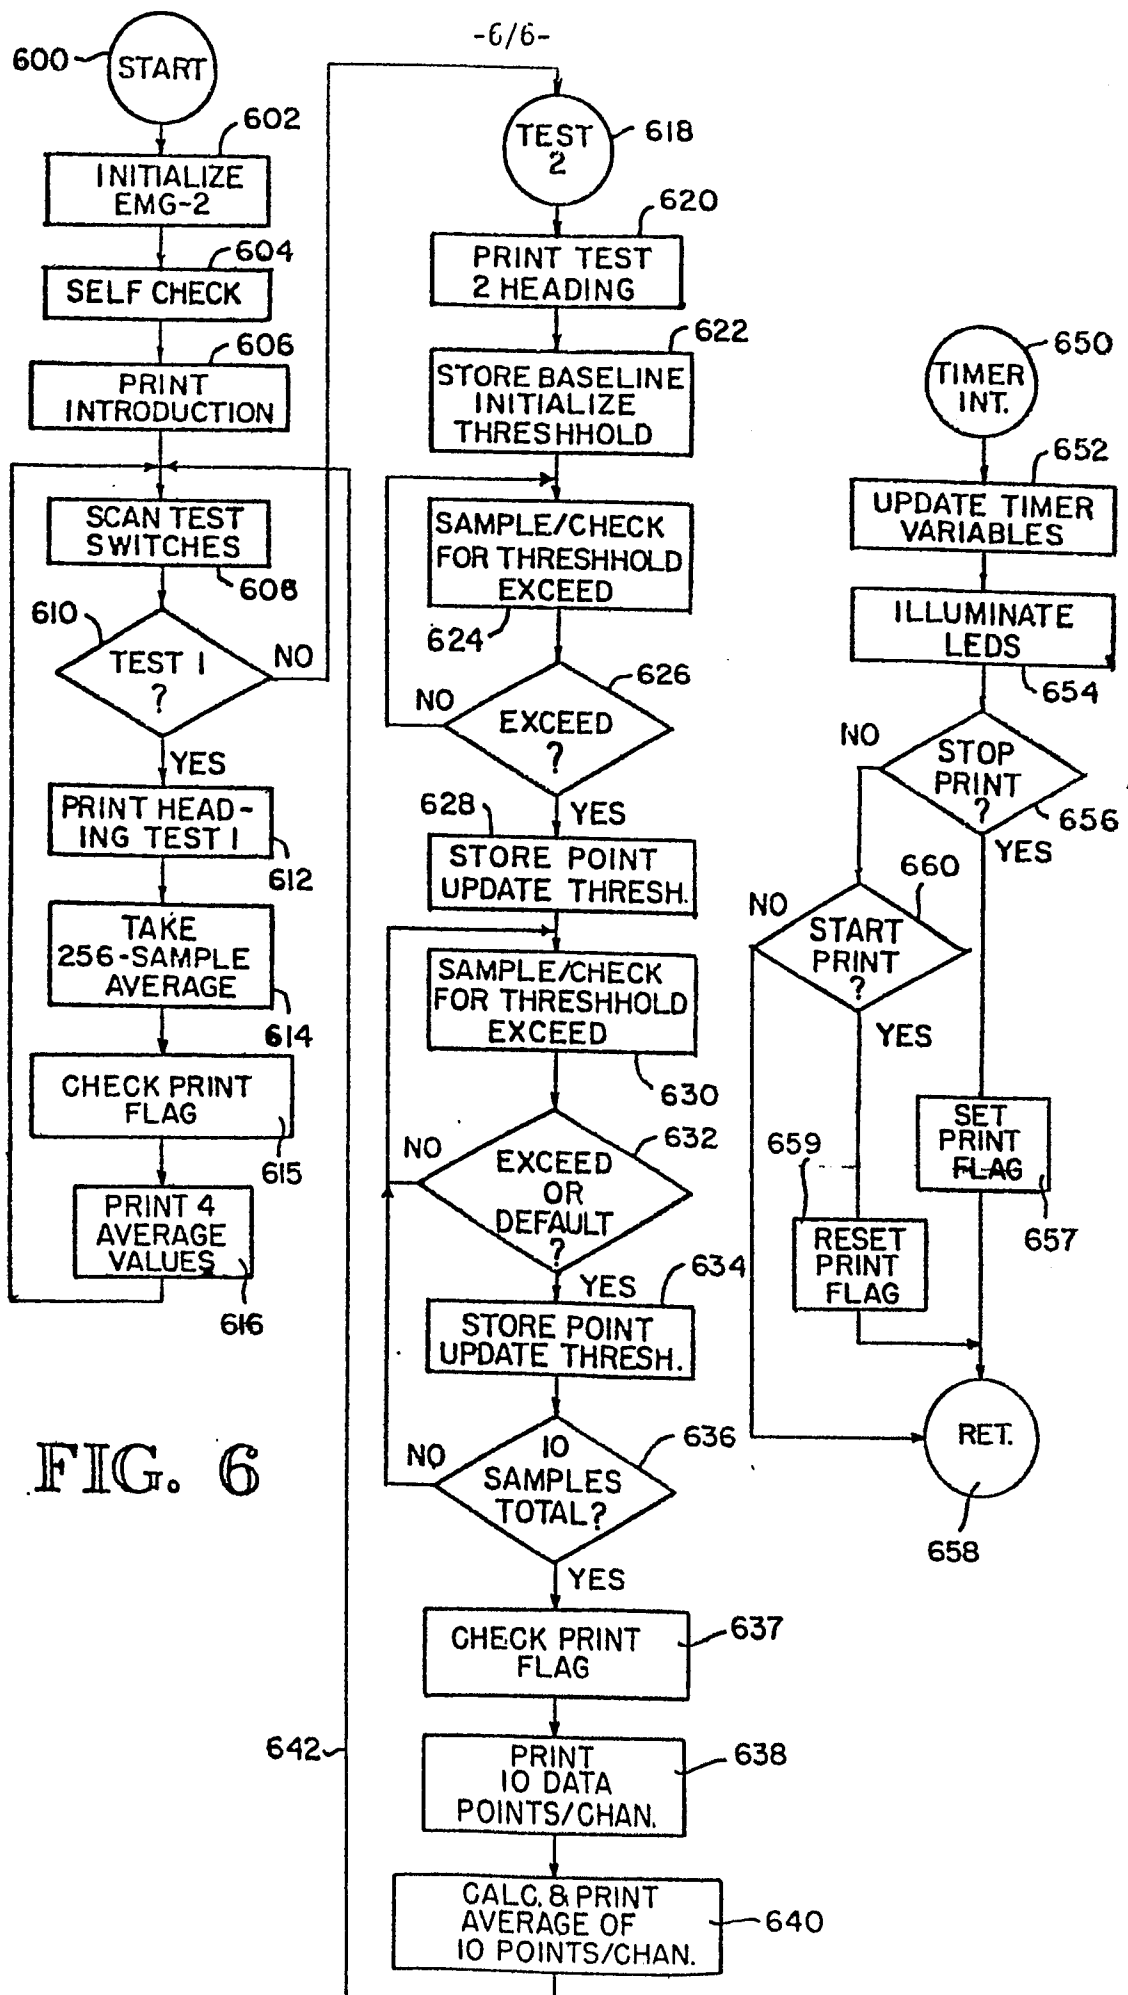 -6/6-
600
START
602
INITIALIZE
EMG-2
604
SELF CHECK
606
PRINT
INTRODUCTION
SCAN TEST
SWITCHES
608
610
TEST 1
?
NO
YES
PRINT HEAD-
ING TEST 1
612
TAKE
256-SAMPLE
AVERAGE
614
CHECK PRINT
FLAG
615
PRINT 4
AVERAGE
VALUES
616
FIG. 6
TEST
2
618
620
PRINT TEST
2 HEADING
622
STORE BASELINE
INITIALIZE
THRESHHOLD
SAMPLE/CHECK
FOR THRESHHOLD
EXCEED
624
626
NO
EXCEED
?
YES
628
STORE POINT
UPDATE THRESH.
SAMPLE/CHECK
FOR THRESHHOLD
EXCEED
630
632
NO
EXCEED
OR
DEFAULT
?
YES
634
STORE POINT
UPDATE THRESH.
636
NO
10
SAMPLES
TOTAL?
YES
CHECK PRINT
FLAG
637
642
PRINT
10 DATA
POINTS/CHAN.
638
CALC. & PRINT
AVERAGE OF
10 POINTS/CHAN.
640
650
TIMER
INT.
652
UPDATE TIMER
VARIABLES
ILLUMINATE
LEDS
654
NO
STOP
PRINT
?
656
YES
660
NO
START
PRINT
?
YES
SET
PRINT
FLAG
657
659
RESET
PRINT
FLAG
RET.
658